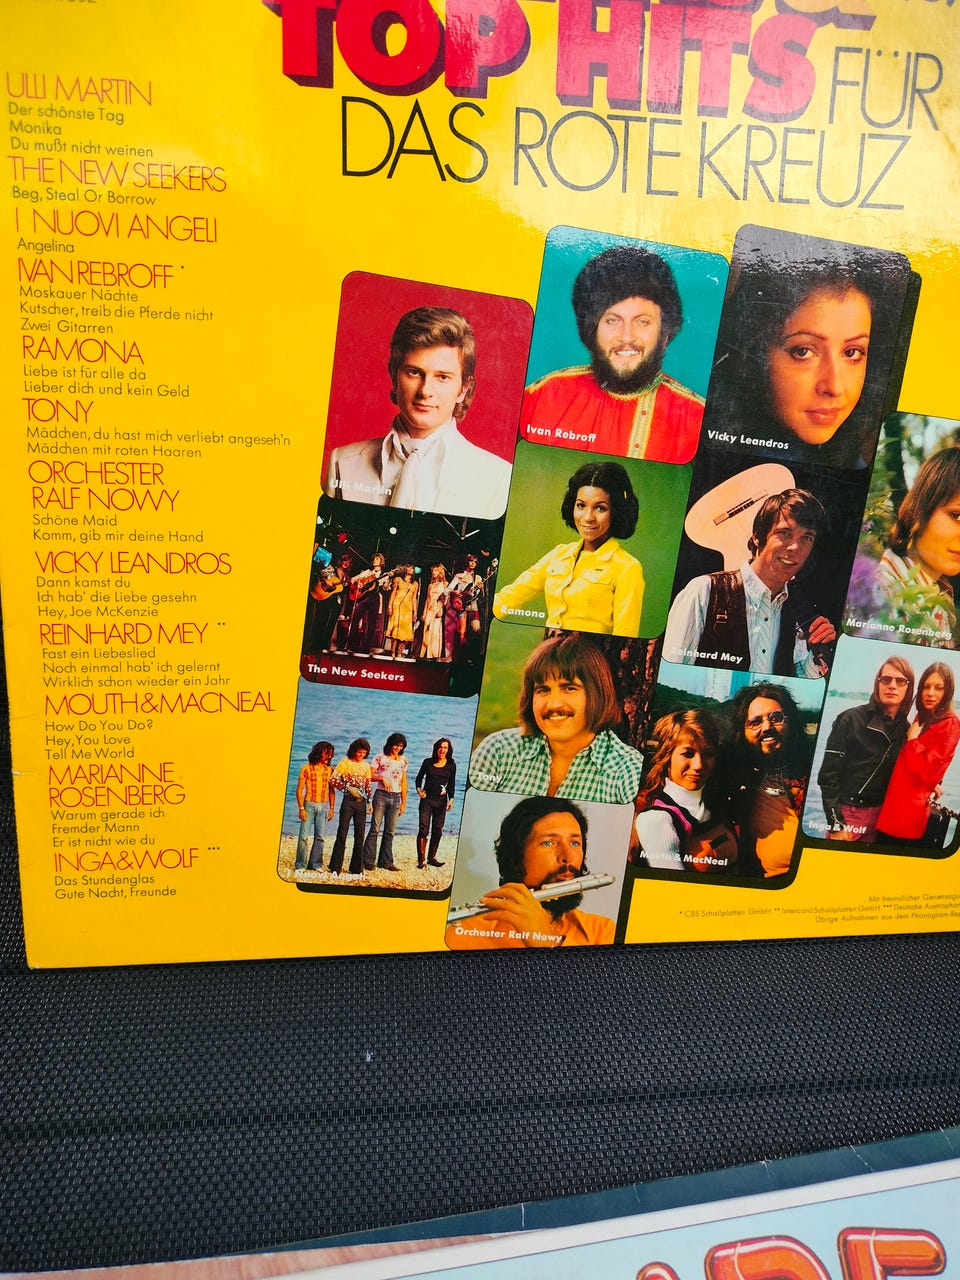 TOP HITS FÜR
DAS ROTE KREUZ
ULLI MARTIN
Der schönste Tag
Monika
Du mußt nicht weinen
THE NEW SEEKERS
Beg, Steal Or Borrow
I NUOVI ANGELI
Angelina
IVAN REBROFF *
Moskauer Nächte
Kutscher, treib die Pferde nicht
Zwei Gitarren
RAMONA
Liebe ist für alle da
Lieber dich und kein Geld
TONY
Mädchen, du hast mich verliebt angeseh'n
Mädchen mit roten Haaren
ORCHESTER
RALF NOWY
Schöne Maid
Komm, gib mir deine Hand
VICKY LEANDROS
Dann kamst du
Ich hab' die Liebe gesehn
Hey, Joe McKenzie
REINHARD MEY **
Fast ein Liebeslied
Noch einmal hab' ich gelernt
Wirklich schon wieder ein Jahr
MOUTH&MACNEAL
How Do You Do?
Hey, You Love
Tell Me World
MARIANNE
ROSENBERG
Warum gerade ich
Fremder Mann
Er ist nicht wie du
INGA&WOLF ***
Das Stundenglas
Gute Nacht, Freunde
Ulli Martin
Ivan Rebroff
Vicky Leandros
The New Seekers
Ramona
Reinhard Mey
Marianne Rosenberg
I Nuovi Angeli
Tony
Mouth & MacNeal
Inga & Wolf
Orchester Ralf Nowy
Mit freundlicher
* CBS Schallplatten GmbH ** Intercord Schallplatten GmbH *** Deutsche
Übrige Aufnahmen aus dem